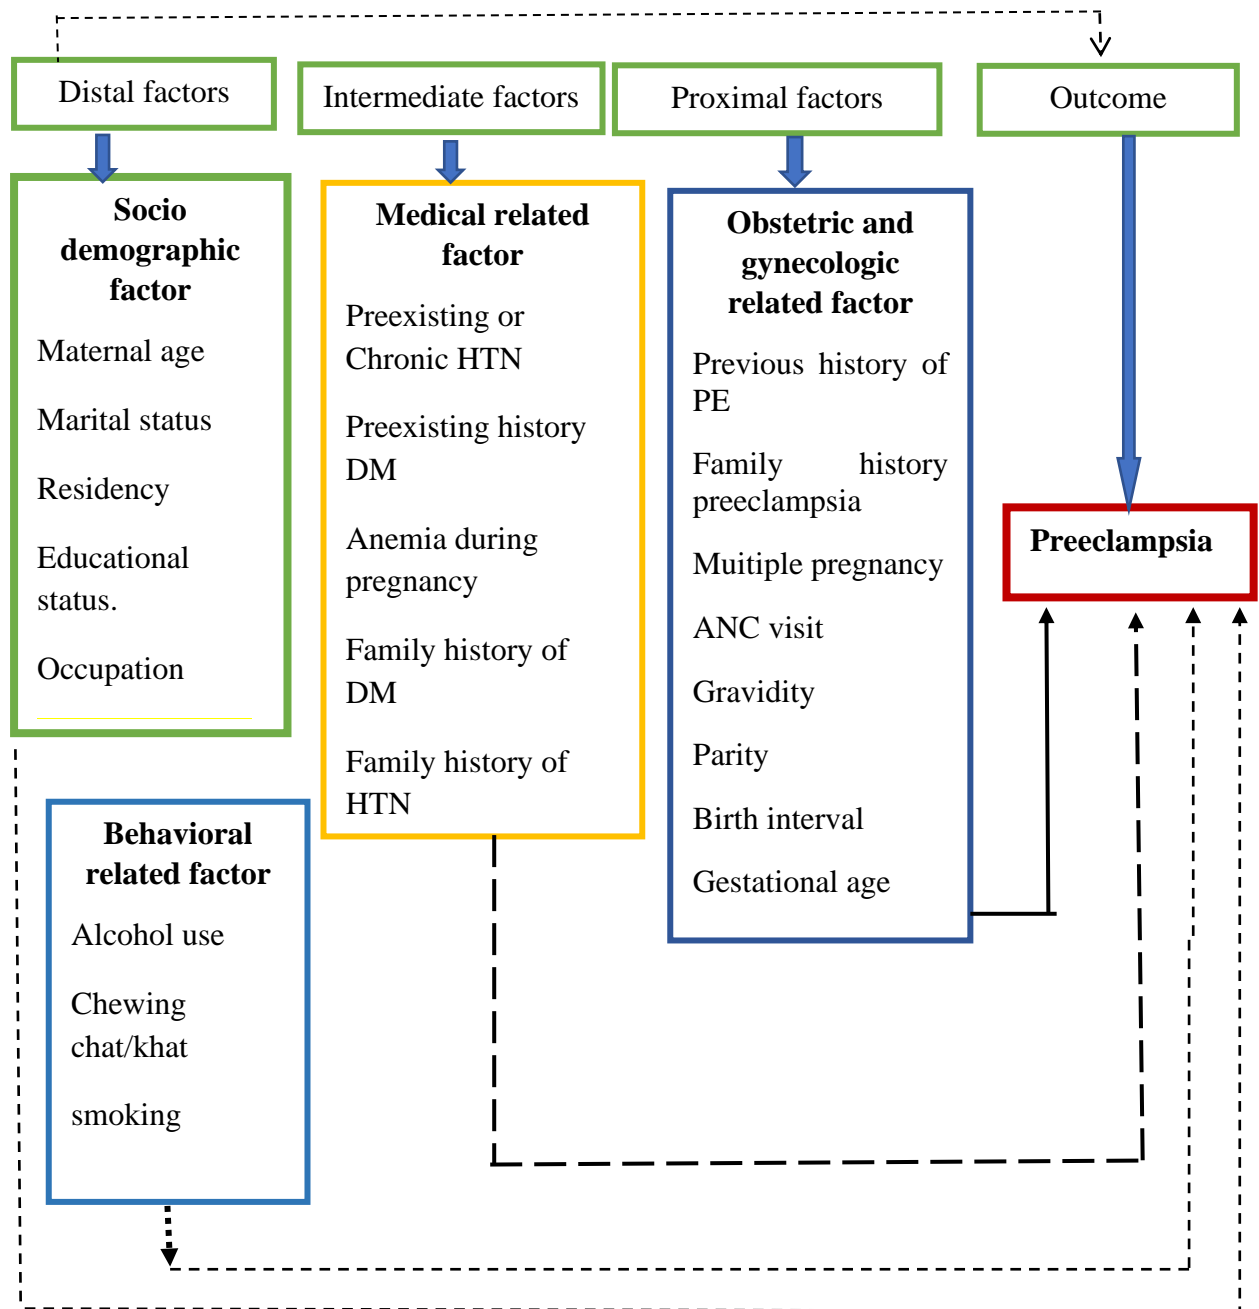 Distal factors
Intermediate factors
Proximal factors
Outcome
Socio
demographic
factor
Maternal age
Marital status
Residency
Educational
status.
Occupation
Behavioral
related factor
Alcohol use
Chewing
chat/khat
smoking
Medical related
factor
Preexisting or
Chronic HTN
Preexisting history
DM
Anemia during
pregnancy
Family history of
DM
Family history of
HTN
Obstetric and
gynecologic
related factor
Previous history of
PE
Family history
preeclampsia
Muitiple pregnancy
ANC visit
Gravidity
Parity
Birth interval
Gestational age
Preeclampsia